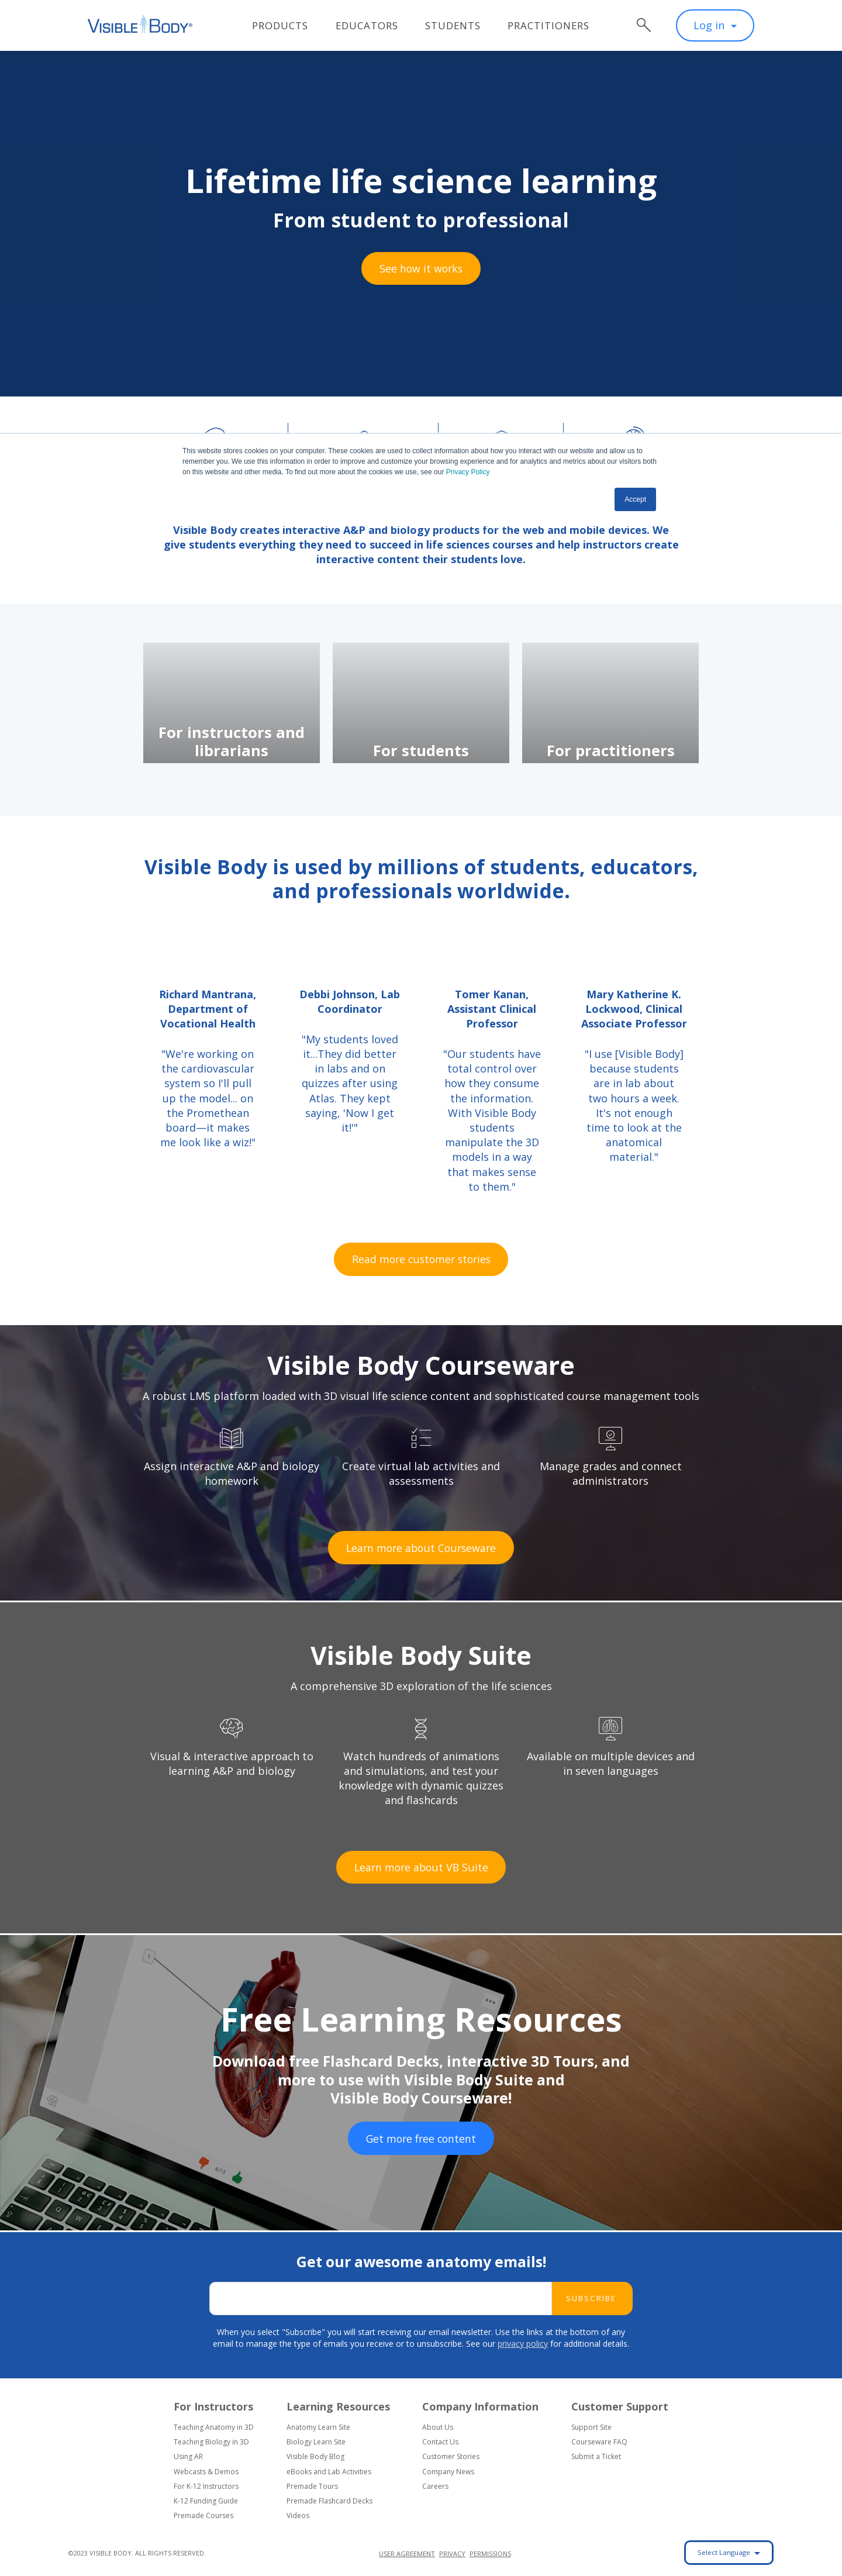 VISIBLE BODY®
PRODUCTS
EDUCATORS
STUDENTS
PRACTITIONERS
Log in
Lifetime life science learning
From student to professional
See how it works
This website stores cookies on your computer. These cookies are used to collect information about how you interact with our website and allow us to
remember you. We use this information in order to improve and customize your browsing experience and for analytics and metrics about our visitors both
on this website and other media. To find out more about the cookies we use, see our Privacy Policy
Accept
Visible Body creates interactive A&P and biology products for the web and mobile devices. We
give students everything they need to succeed in life sciences courses and help instructors create
interactive content their students love.
For instructors and
librarians
For students
For practitioners
Visible Body is used by millions of students, educators,
and professionals worldwide.
Richard Mantrana,
Department of
Vocational Health
"We're working on
the cardiovascular
system so I'll pull
up the model... on
the Promethean
board—it makes
me look like a wiz!"
Debbi Johnson, Lab
Coordinator
"My students loved
it...They did better
in labs and on
quizzes after using
Atlas. They kept
saying, 'Now I get
it!'"
Tomer Kanan,
Assistant Clinical
Professor
"Our students have
total control over
how they consume
the information.
With Visible Body
students
manipulate the 3D
models in a way
that makes sense
to them."
Mary Katherine K.
Lockwood, Clinical
Associate Professor
"I use [Visible Body]
because students
are in lab about
two hours a week.
It's not enough
time to look at the
anatomical
material."
Read more customer stories
Visible Body Courseware
A robust LMS platform loaded with 3D visual life science content and sophisticated course management tools
Assign interactive A&P and biology
homework
Create virtual lab activities and
assessments
Manage grades and connect
administrators
Learn more about Courseware
Visible Body Suite
A comprehensive 3D exploration of the life sciences
Visual & interactive approach to
learning A&P and biology
Watch hundreds of animations
and simulations, and test your
knowledge with dynamic quizzes
and flashcards
Available on multiple devices and
in seven languages
Learn more about VB Suite
Free Learning Resources
Download free Flashcard Decks, interactive 3D Tours, and
more to use with Visible Body Suite and
Visible Body Courseware!
Get more free content
Get our awesome anatomy emails!
SUBSCRIBE
When you select "Subscribe" you will start receiving our email newsletter. Use the links at the bottom of any
email to manage the type of emails you receive or to unsubscribe. See our privacy policy for additional details.
For Instructors
Teaching Anatomy in 3D
Teaching Biology in 3D
Using AR
Webcasts & Demos
For K-12 Instructors
K-12 Funding Guide
Premade Courses
Learning Resources
Anatomy Learn Site
Biology Learn Site
Visible Body Blog
eBooks and Lab Activities
Premade Tours
Premade Flashcard Decks
Videos
Company Information
About Us
Contact Us
Customer Stories
Company News
Careers
Customer Support
Support Site
Courseware FAQ
Submit a Ticket
©2023 VISIBLE BODY. ALL RIGHTS RESERVED.
USER AGREEMENT PRIVACY PERMISSIONS
Select Language